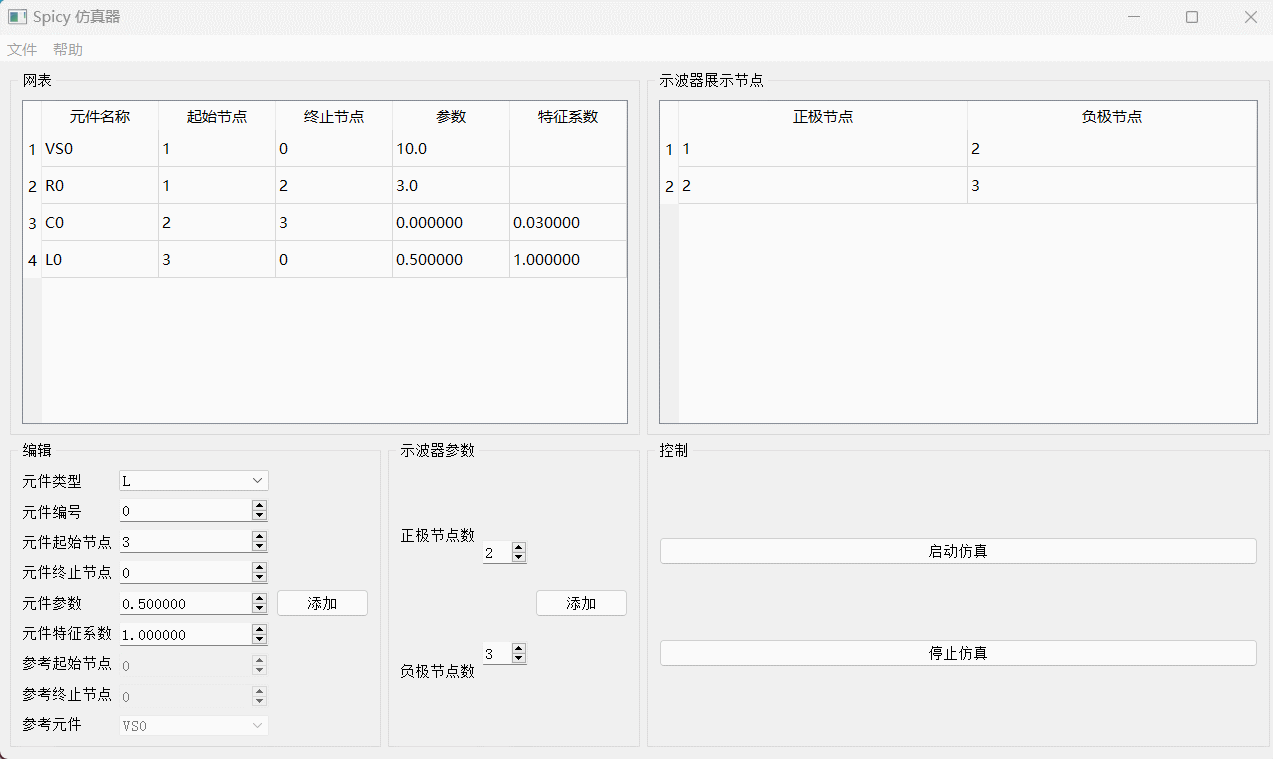 Spicy 仿真器
文件 帮助
网表
元件名称 起始节点 终止节点 参数 特征系数
1 VS0 1 0 10.0
2 R0 1 2 3.0
3 C0 2 3 0.000000 0.030000
4 L0 3 0 0.500000 1.000000
示波器展示节点
正极节点 负极节点
1 1 2
2 2 3
编辑
元件类型 L
元件编号 0
元件起始节点 3
元件终止节点 0
元件参数 0.500000 添加
元件特征系数 1.000000
参考起始节点 0
参考终止节点 0
参考元件 VS0
示波器参数
正极节点数 2
添加
负极节点数 3
控制
启动仿真
停止仿真